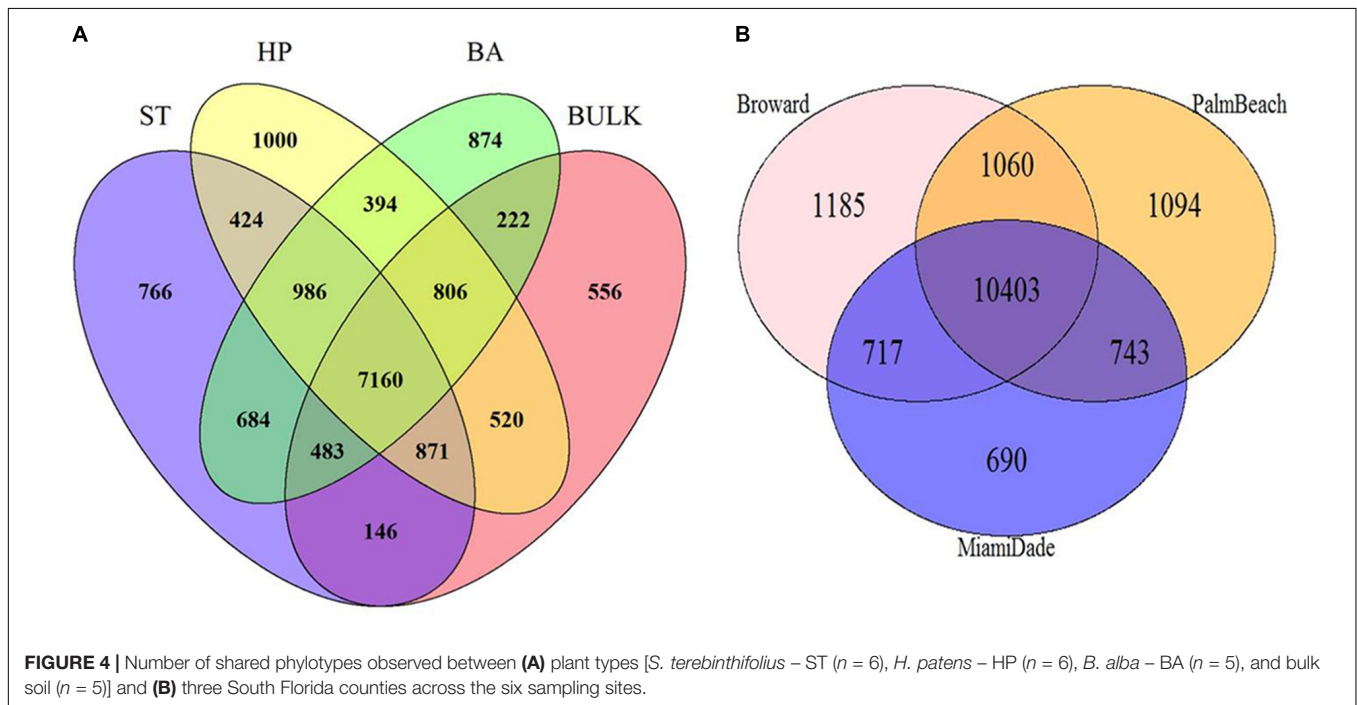 A
HP
BA
ST
BULK
1000
874
394
424
222
986
806
766
556
7160
684
520
483
871
146
B
Broward
PalmBeach
1060
1185
1094
10403
717
743
690
MiamiDade
FIGURE 4 | Number of shared phylotypes observed between (A) plant types [S. terebinthifolius – ST (n = 6), H. patens – HP (n = 6), B. alba – BA (n = 5), and bulk
soil (n = 5)] and (B) three South Florida counties across the six sampling sites.